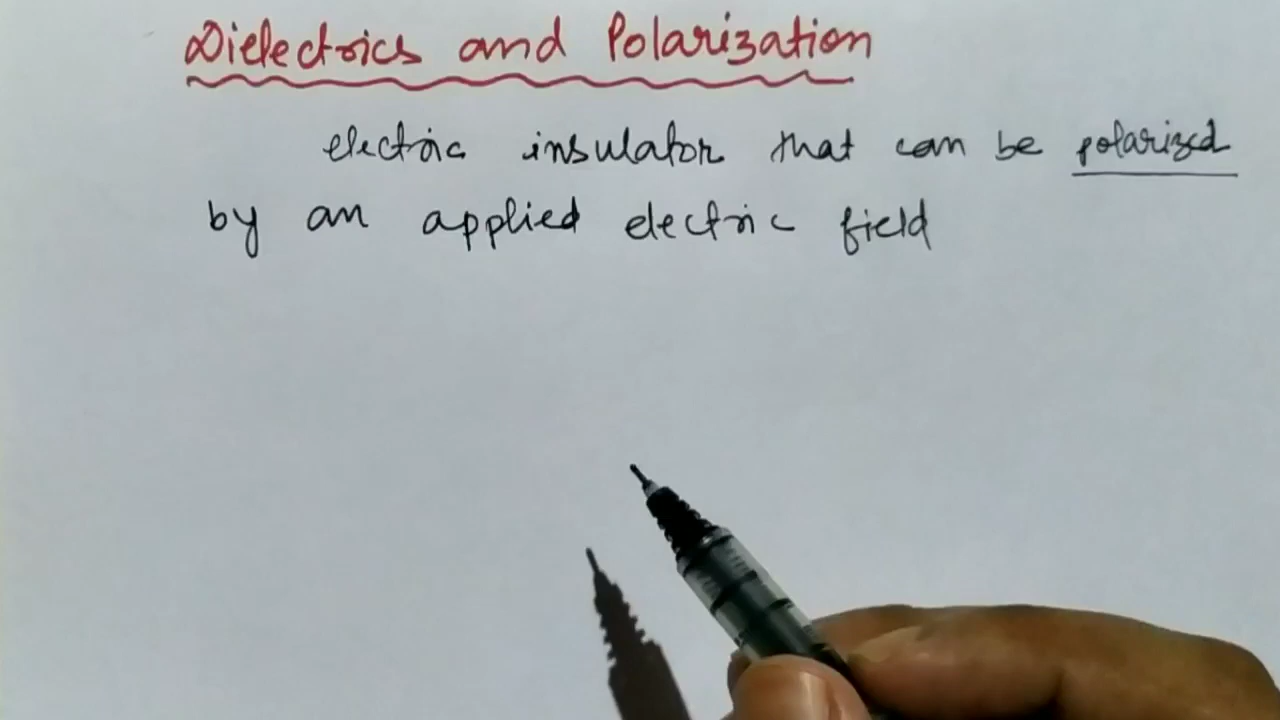 Dielectrics and Polarization
electric insulator that can be polarized
by an applied electric field